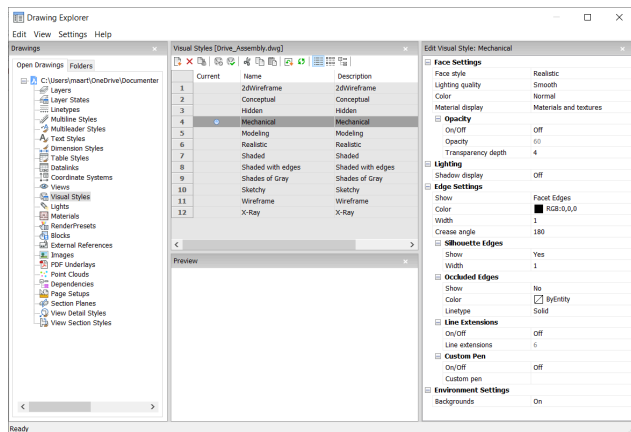 Drawing Explorer
Edit View Settings Help
Drawings
Open Drawings Folders
C:\Users\maart\OneDrive\Documenter
Layers
Layer States
Linetypes
Multiline Styles
Multileader Styles
Text Styles
Dimension Styles
Table Styles
Datalinks
Coordinate Systems
Views
Visual Styles
Lights
Materials
RenderPresets
Blocks
External References
Images
PDF Underlays
Point Clouds
Dependencies
Page Setups
Section Planes
View Detail Styles
View Section Styles
Visual Styles [Drive_Assembly.dwg]
Current Name Description
1 2dWireframe 2dWireframe
2 Conceptual Conceptual
3 Hidden Hidden
4 Mechanical Mechanical
5 Modeling Modeling
6 Realistic Realistic
7 Shaded Shaded
8 Shaded with edges Shaded with edges
9 Shades of Gray Shades of Gray
10 Sketchy Sketchy
11 Wireframe Wireframe
12 X-Ray X-Ray
Preview
Edit Visual Style: Mechanical
Face Settings
Face style Realistic
Lighting quality Smooth
Color Normal
Material display Materials and textures
Opacity
On/Off Off
Opacity 60
Transparency depth 4
Lighting
Shadow display Off
Edge Settings
Show Facet Edges
Color RGB:0,0,0
Width 1
Crease angle 180
Silhouette Edges
Show Yes
Width 1
Occluded Edges
Show No
Color ByEntity
Linetype Solid
Line Extensions
On/Off Off
Line extensions 6
Custom Pen
On/Off Off
Custom pen
Environment Settings
Backgrounds On
Ready